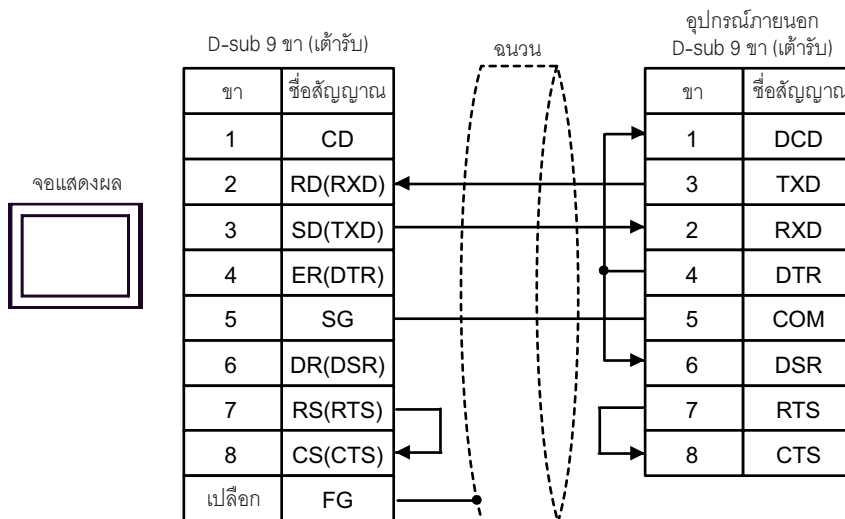 อุปกรณ์ภายนอก
D-sub 9 ขา (เต้ารับ)
ฉนวน
D-sub 9 ขา (เต้ารับ)
ขา ชื่อสัญญาณ
ขา ชื่อสัญญาณ
1 CD
1 DCD
จอแสดงผล
2 RD(RXD)
3 TXD
3 SD(TXD)
2 RXD
4 ER(DTR)
4 DTR
5 SG
5 COM
6 DR(DSR)
6 DSR
7 RS(RTS)
7 RTS
8 CS(CTS)
8 CTS
เปลือก FG